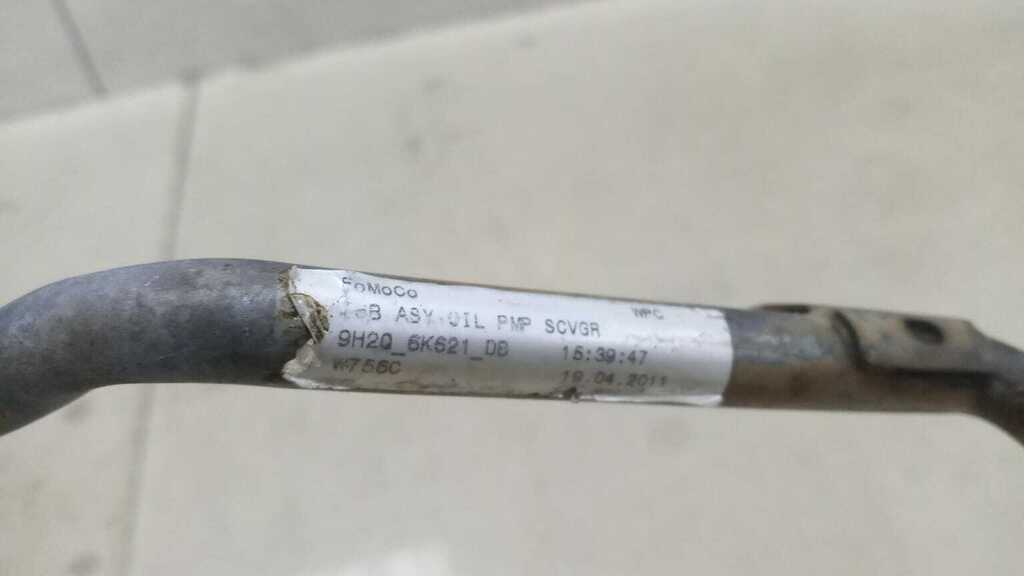 FoMoCo WPC
ASY OIL PMP SCVGR
9H2Q_6K621_DB 15:39:47
W756C 19.04.2011